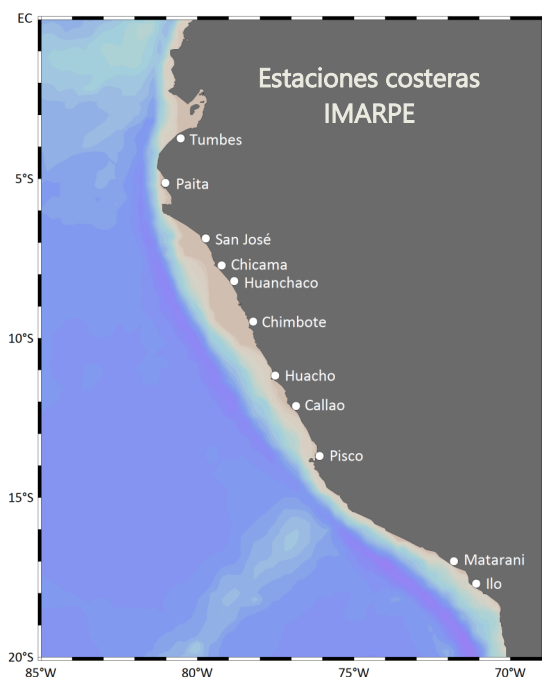 EC
Estaciones costeras
IMARPE
Tumbes
5°S
Paita
San José
Chicama
Huanchaco
Chimbote
10°S
Huacho
Callao
Pisco
15°S
Matarani
Ilo
20°S
85°W
80°W
75°W
70°W